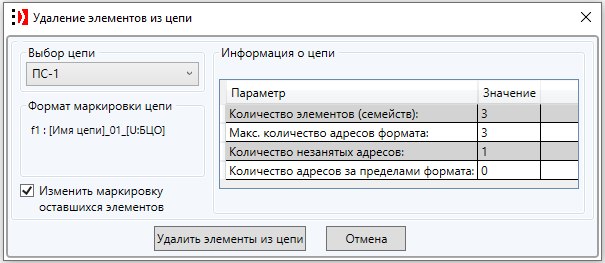 Удаление элементов из цепи
Выбор цепи
ПС-1
Формат маркировки цепи
f1 : [Имя цепи]_01_[U:БЦО]
Изменить маркировку
оставшихся элементов
Информация о цепи
Параметр Значение
Количество элементов (семейств): 3
Макс. количество адресов формата: 3
Количество незанятых адресов: 1
Количество адресов за пределами формата: 0
Удалить элементы из цепи Отмена